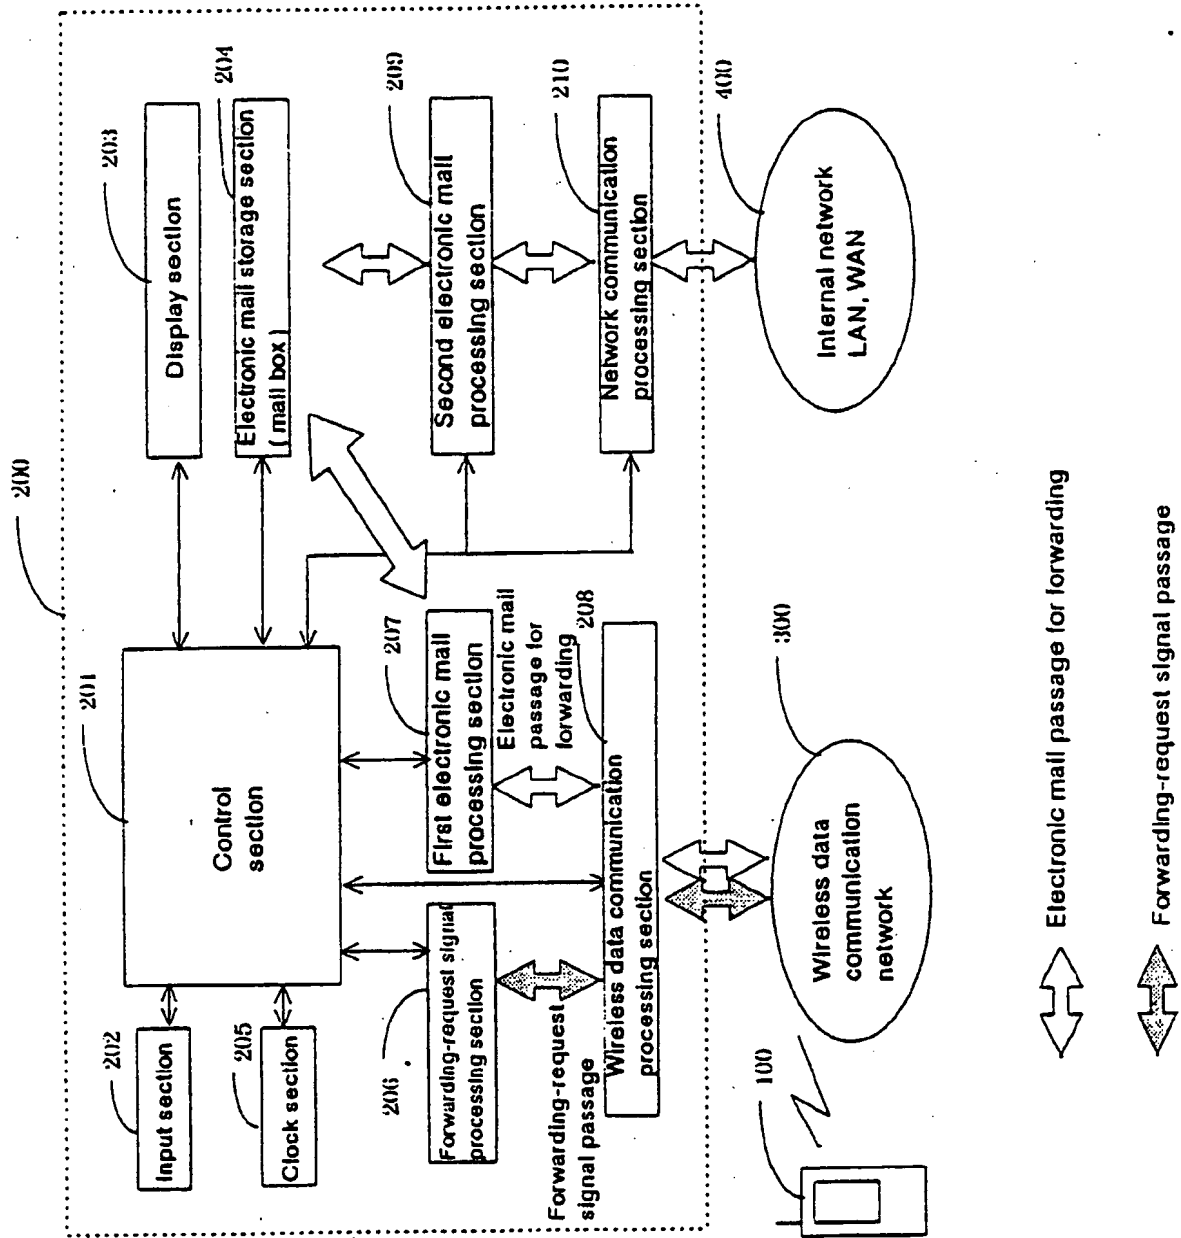 200
201
Control
section
202
Input section
205
Clock section
203
Display section
204
Electronic mail storage section
( mail box )
206
Forwarding-request signal
processing section
207
First electronic mail
processing section
209
Second electronic mail
processing section
Forwarding-request
signal passage
Electronic mail
passage for
forwarding
208
Wireless data communication
processing section
210
Network communication
processing section
100
300
Wireless data
communication
network
400
Internal network
LAN, WAN
Electronic mail passage for forwarding
Forwarding-request signal passage